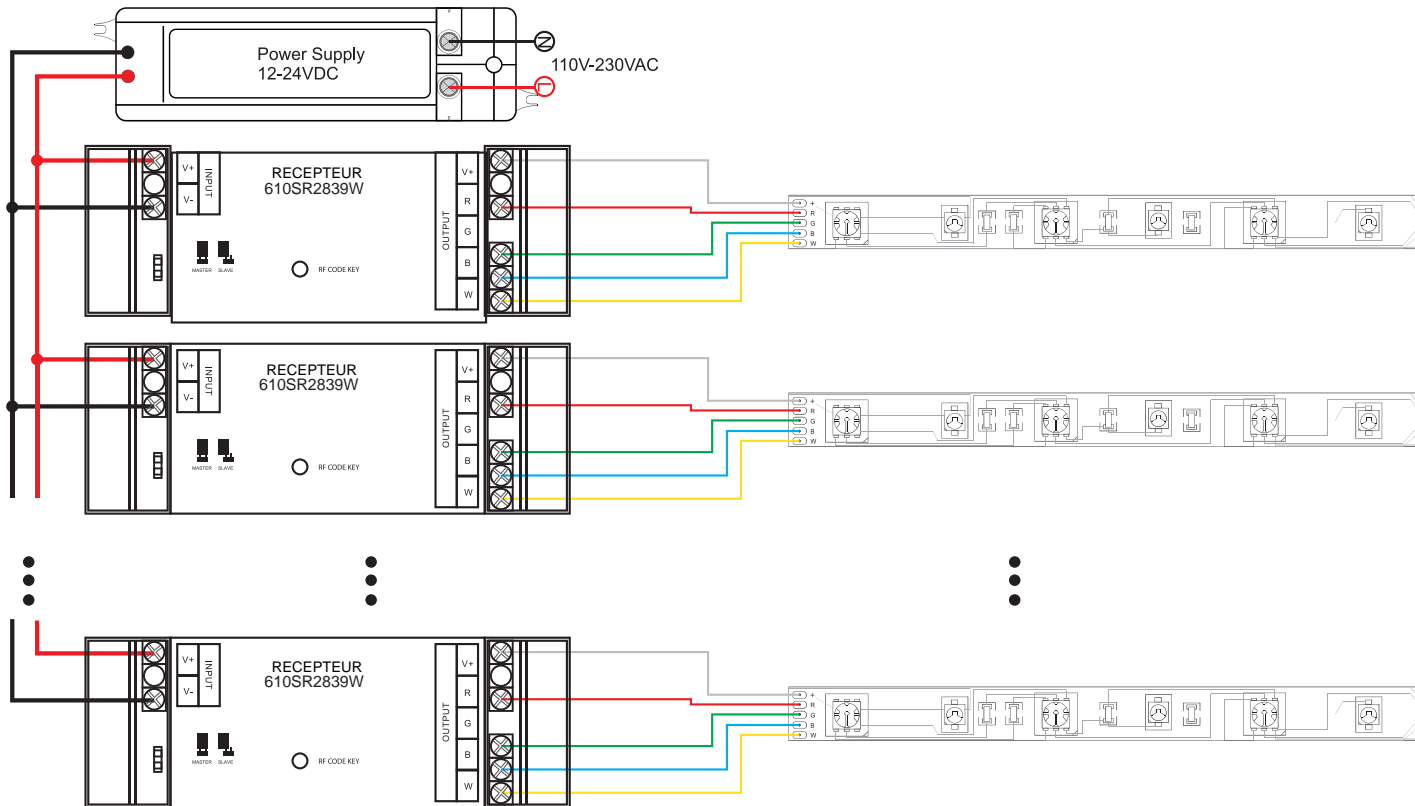 Power Supply
12-24VDC
N
L
110V-230VAC
V+
V-
INPUT
RECEPTEUR
610SR2839W
MASTER SLAVE
RF CODE KEY
OUTPUT
V+
R
G
B
W
+
R
G
B
W
V+
V-
INPUT
RECEPTEUR
610SR2839W
MASTER SLAVE
RF CODE KEY
OUTPUT
V+
R
G
B
W
+
R
G
B
W
V+
V-
INPUT
RECEPTEUR
610SR2839W
MASTER SLAVE
RF CODE KEY
OUTPUT
V+
R
G
B
W
+
R
G
B
W